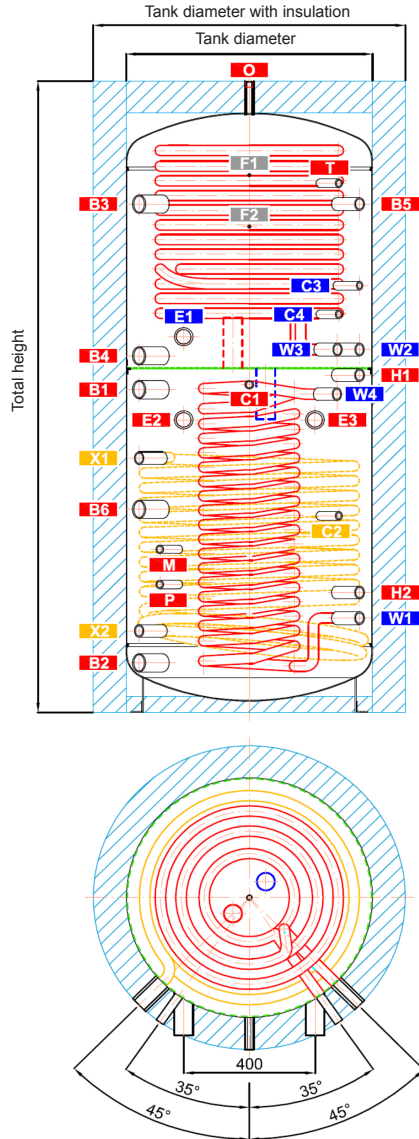 Tank diameter with insulation
Tank diameter
O
F1
T
B3
B5
F2
C3
C4
E1
W3
W2
B4
H1
B1
C1
W4
E2
E3
X1
B6
C2
M
P
H2
W1
X2
B2
Total height
400
35°
35°
45°
45°